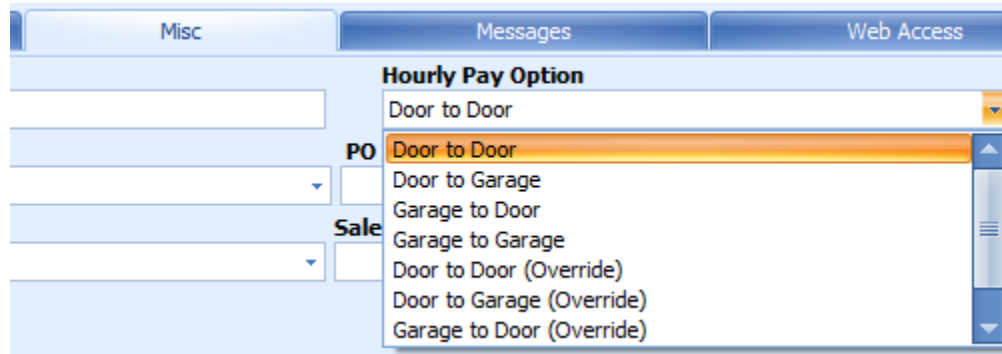 Misc
Messages
Web Access
Hourly Pay Option
Door to Door
PO
Door to Door
Door to Garage
Garage to Door
Sale
Garage to Garage
Door to Door (Override)
Door to Garage (Override)
Garage to Door (Override)